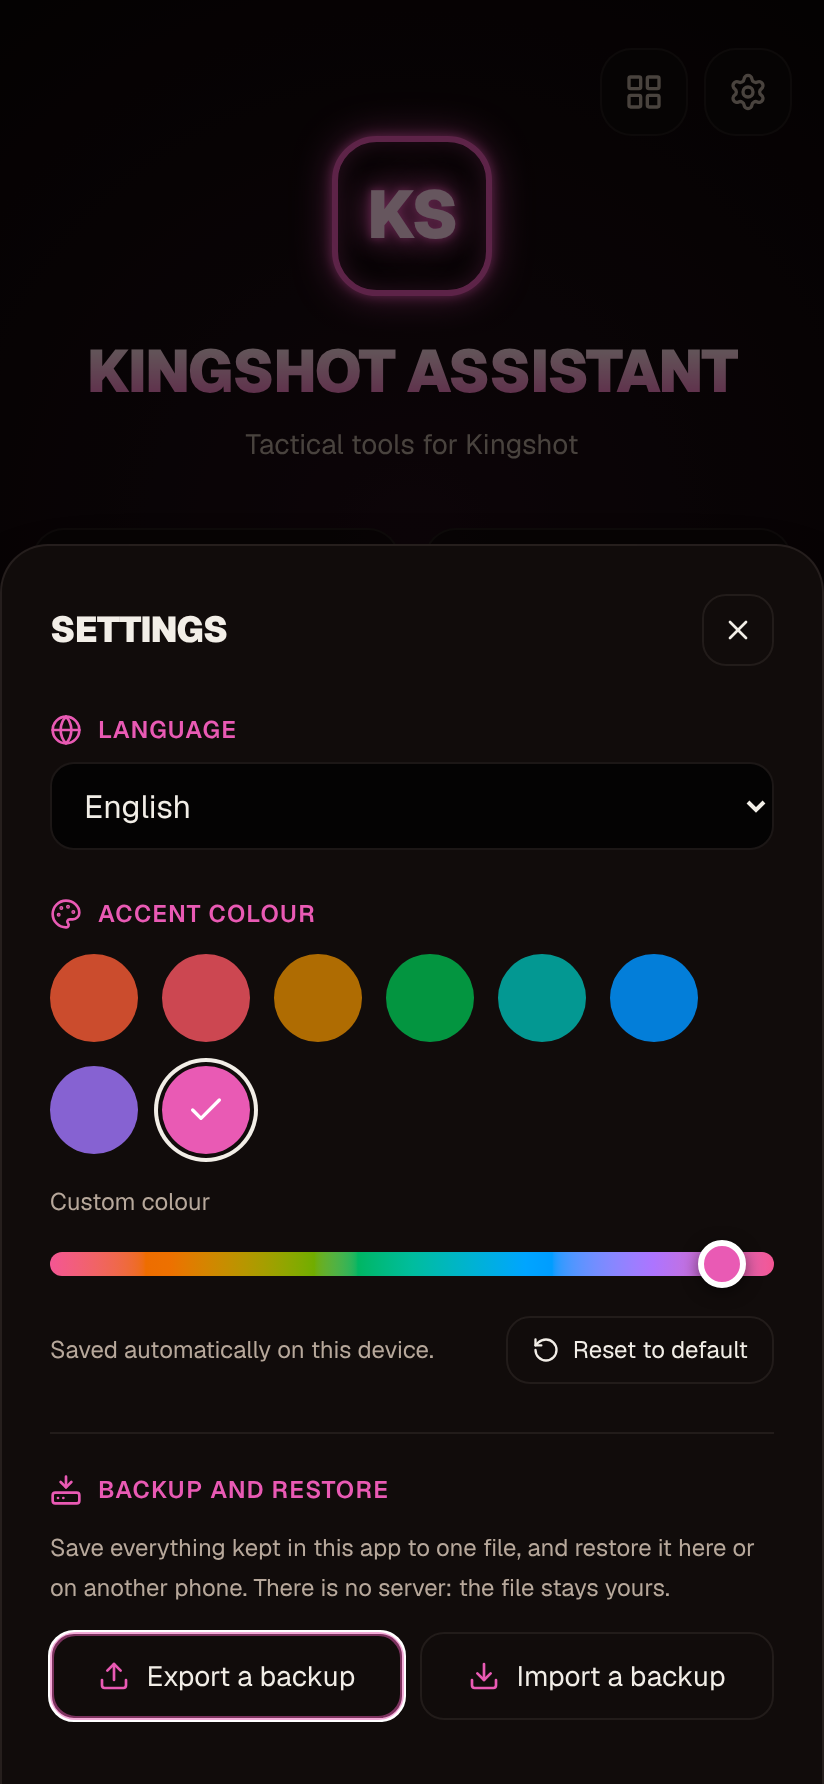 KS
KINGSHOT ASSISTANT
Tactical tools for Kingshot
SETTINGS
LANGUAGE
English
ACCENT COLOUR
Custom colour
Saved automatically on this device.
Reset to default
BACKUP AND RESTORE
Save everything kept in this app to one file, and restore it here or
on another phone. There is no server: the file stays yours.
Export a backup
Import a backup